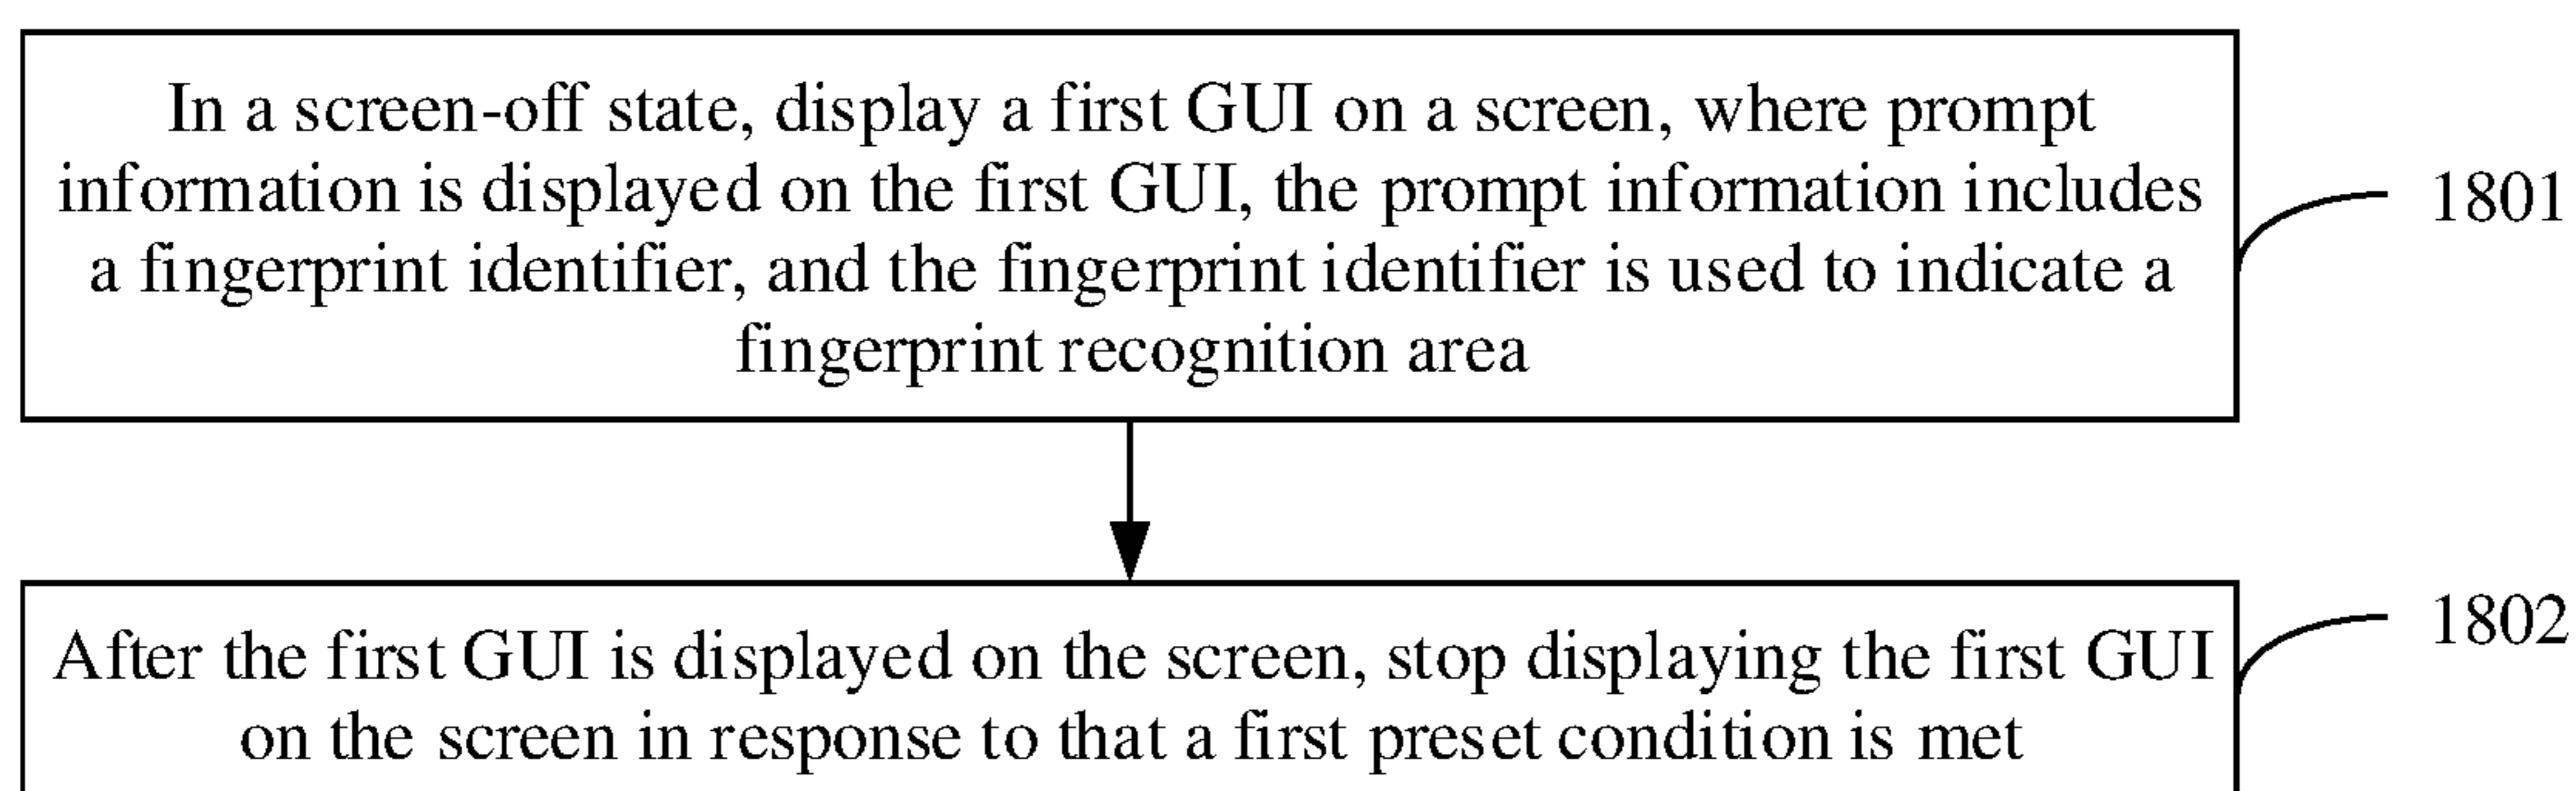 In a screen-off state, display a first GUI on a screen, where prompt
information is displayed on the first GUI, the prompt information includes
a fingerprint identifier, and the fingerprint identifier is used to indicate a
fingerprint recognition area
1801
After the first GUI is displayed on the screen, stop displaying the first GUI
on the screen in response to that a first preset condition is met
1802